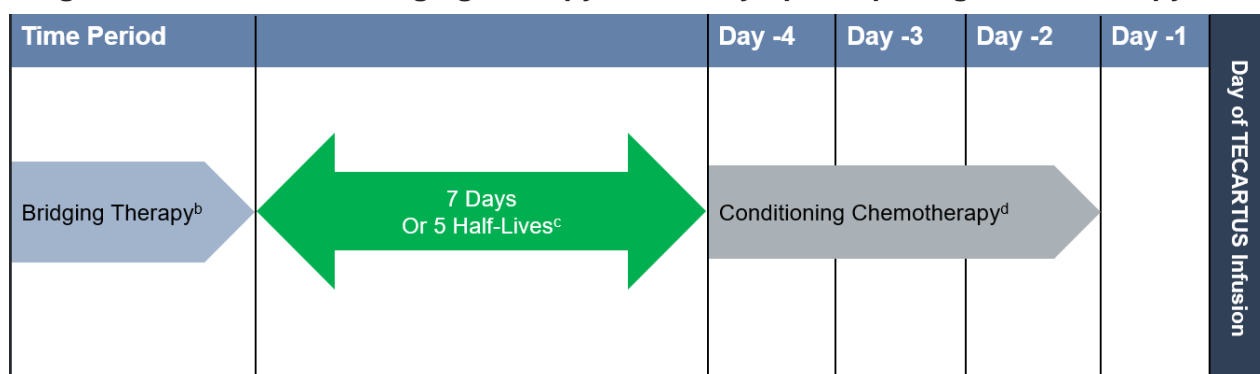 Time Period
Day -4
Day -3
Day -2
Day -1
Bridging Therapyᵇ
7 Days
Or 5 Half-Livesᶜ
Conditioning Chemotherapyᵈ
Day of TECARTUS Infusion